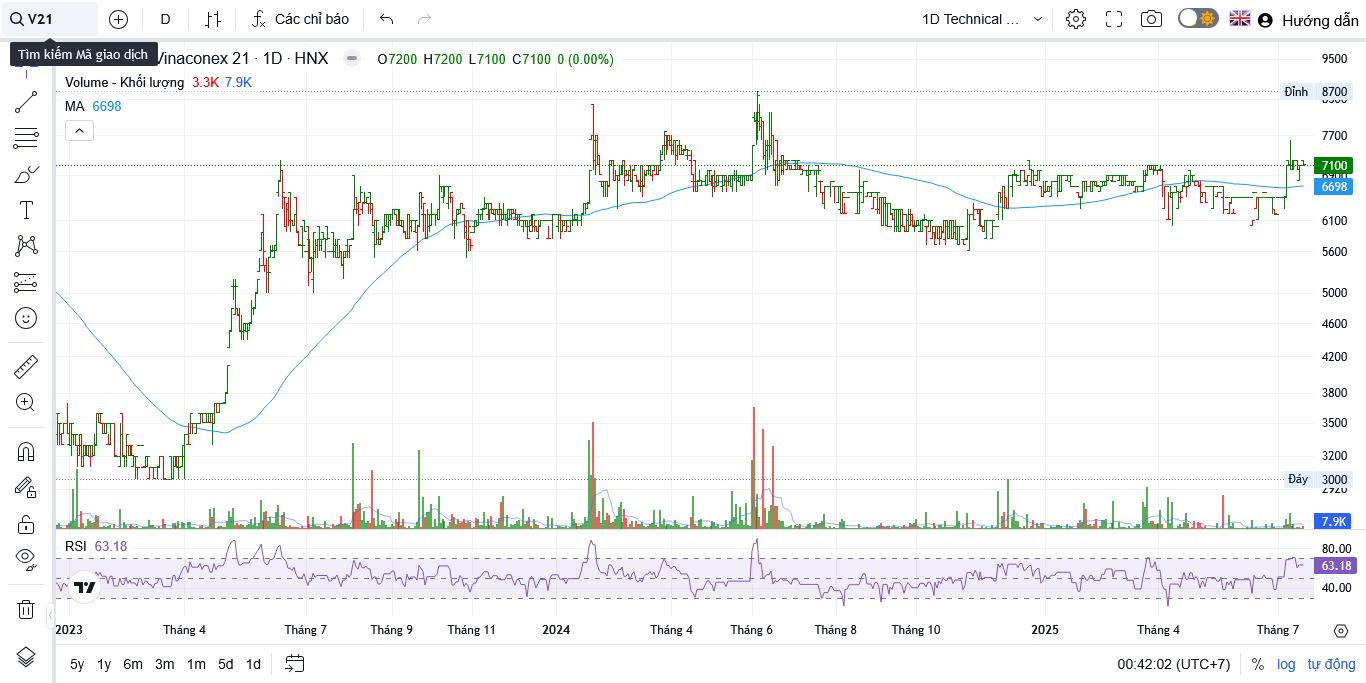 V21
D
Các chỉ báo
1D Technical ...
Hướng dẫn
Tìm kiếm Mã giao dịch
Vinaconex 21 · 1D · HNX
O7200 H7200 L7100 C7100 0 (0.00%)
Volume - Khối lượng 3.3K 7.9K
MA 6698
9500
Đỉnh 8700
7700
7100
6698
6100
5600
5000
4600
4200
3800
3500
3200
Đáy 3000
2920
7.9K
RSI 63.18
80.00
63.18
40.00
2023 Tháng 4 Tháng 7 Tháng 9 Tháng 11 2024 Tháng 4 Tháng 6 Tháng 8 Tháng 10 2025 Tháng 4 Tháng 7
5y 1y 6m 3m 1m 5d 1d
00:42:02 (UTC+7) % log tự động